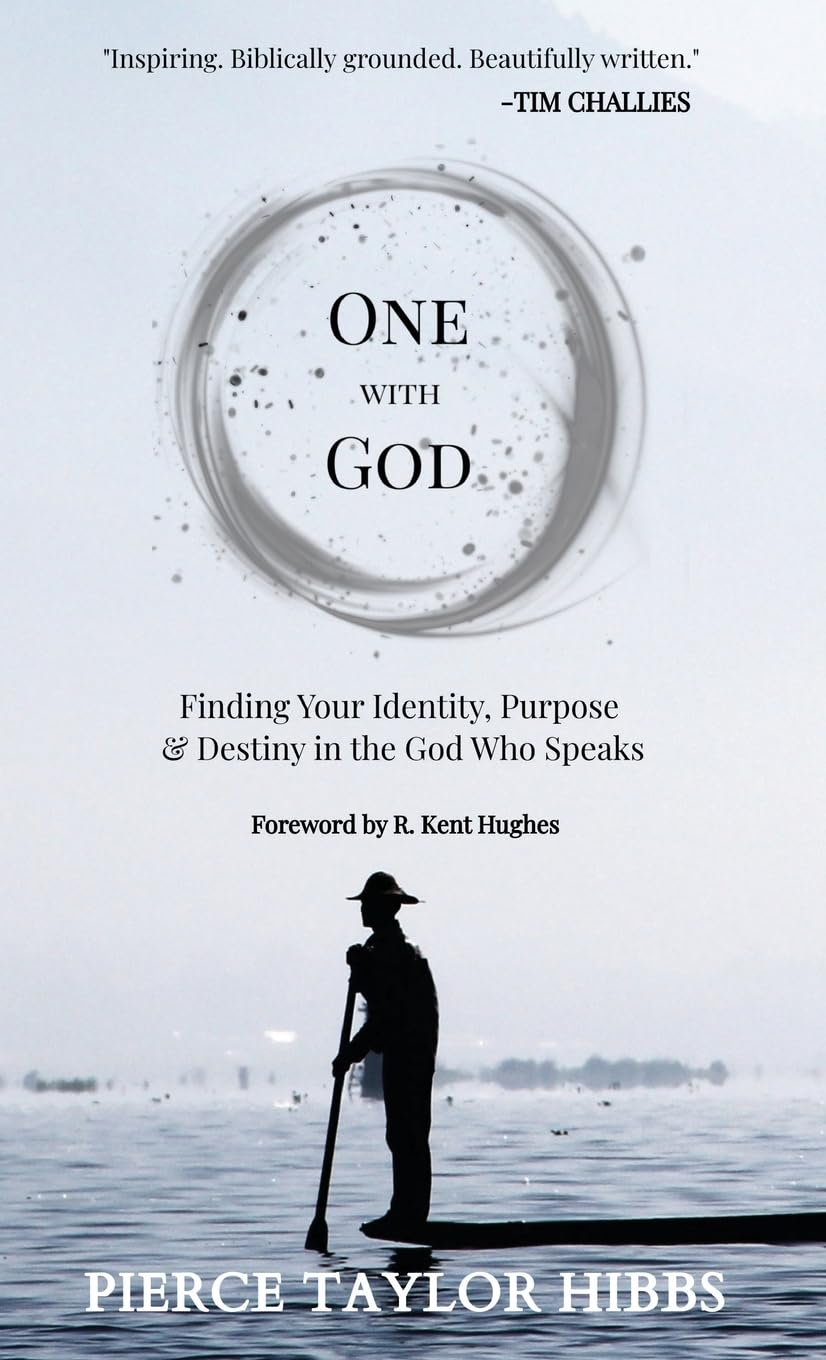 "Inspiring. Biblically grounded. Beautifully written."
-TIM CHALLIES
ONE
WITH
GOD
Finding Your Identity, Purpose
& Destiny in the God Who Speaks
Foreword by R. Kent Hughes
PIERCE TAYLOR HIBBS